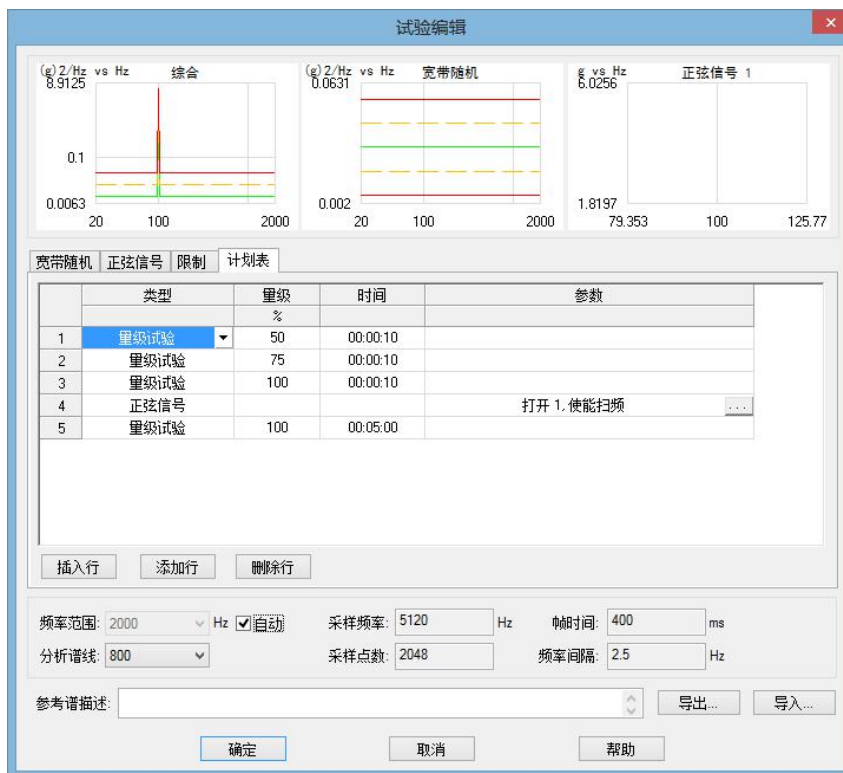 试验编辑
(g)2/Hz vs Hz 综合
8.9125
0.1
0.0063
20 100 2000
(g)2/Hz vs Hz 宽带随机
0.0631
0.002
20 100 2000
g vs Hz 正弦信号 1
6.0256
1.8197
79.353 100 125.77
宽带随机 正弦信号 限制 计划表
类型 量级 时间 参数
%
1 量级试验 50 00:00:10
2 量级试验 75 00:00:10
3 量级试验 100 00:00:10
4 正弦信号 打开 1,使能扫频 ...
5 量级试验 100 00:05:00
插入行 添加行 删除行
频率范围: 2000 Hz 自动 采样频率: 5120 Hz 帧时间: 400 ms
分析谱线: 800 采样点数: 2048 频率间隔: 2.5 Hz
参考谱描述: 导出... 导入...
确定 取消 帮助